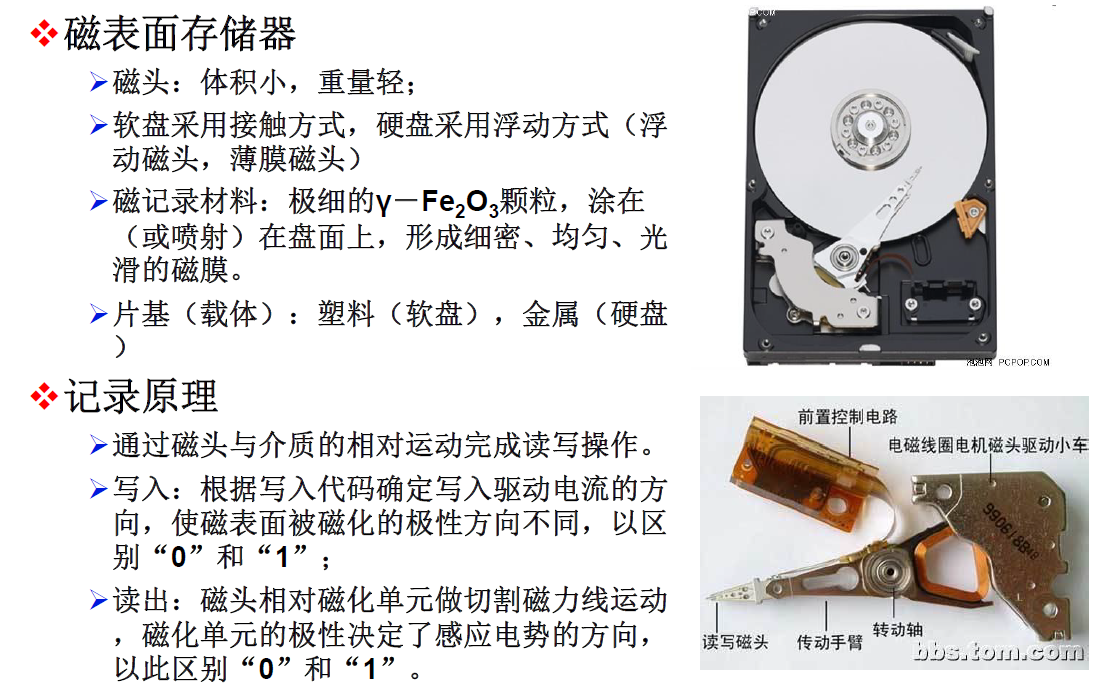 磁表面存储器
磁头：体积小，重量轻；
软盘采用接触方式，硬盘采用浮动方式（浮
动磁头，薄膜磁头）
磁记录材料：极细的γ－Fe₂O₃颗粒，涂在
（或喷射）在盘面上，形成细密、均匀、光
滑的磁膜。
片基（载体）：塑料（软盘），金属（硬盘
）
记录原理
通过磁头与介质的相对运动完成读写操作。
写入：根据写入代码确定写入驱动电流的方
向，使磁表面被磁化的极性方向不同，以区
别“0”和“1”；
读出：磁头相对磁化单元做切割磁力线运动
，磁化单元的极性决定了感应电势的方向，
以此区别“0”和“1”。
.COM
泡泡网 PCPOP.COM
前置控制电路
电磁线圈电机磁头驱动小车
读写磁头
传动手臂
转动轴
bbs.tom.com